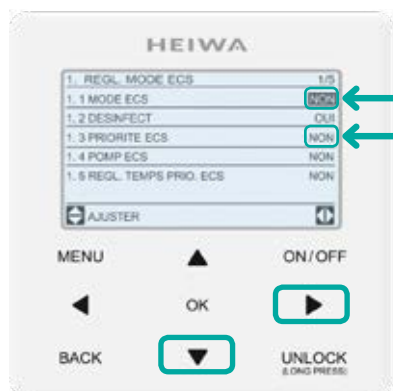 HEIWA
1. REGL. MODE ECS 1/5
1. 1 MODE ECS NON
1. 2 DESINFECT OUI
1. 3 PRIORITE ECS NON
1. 4 POMP ECS NON
1. 5 REGL. TEMPS PRIO. ECS NON
AJUSTER
MENU ON/OFF
OK
BACK UNLOCK
(LONG PRESS)